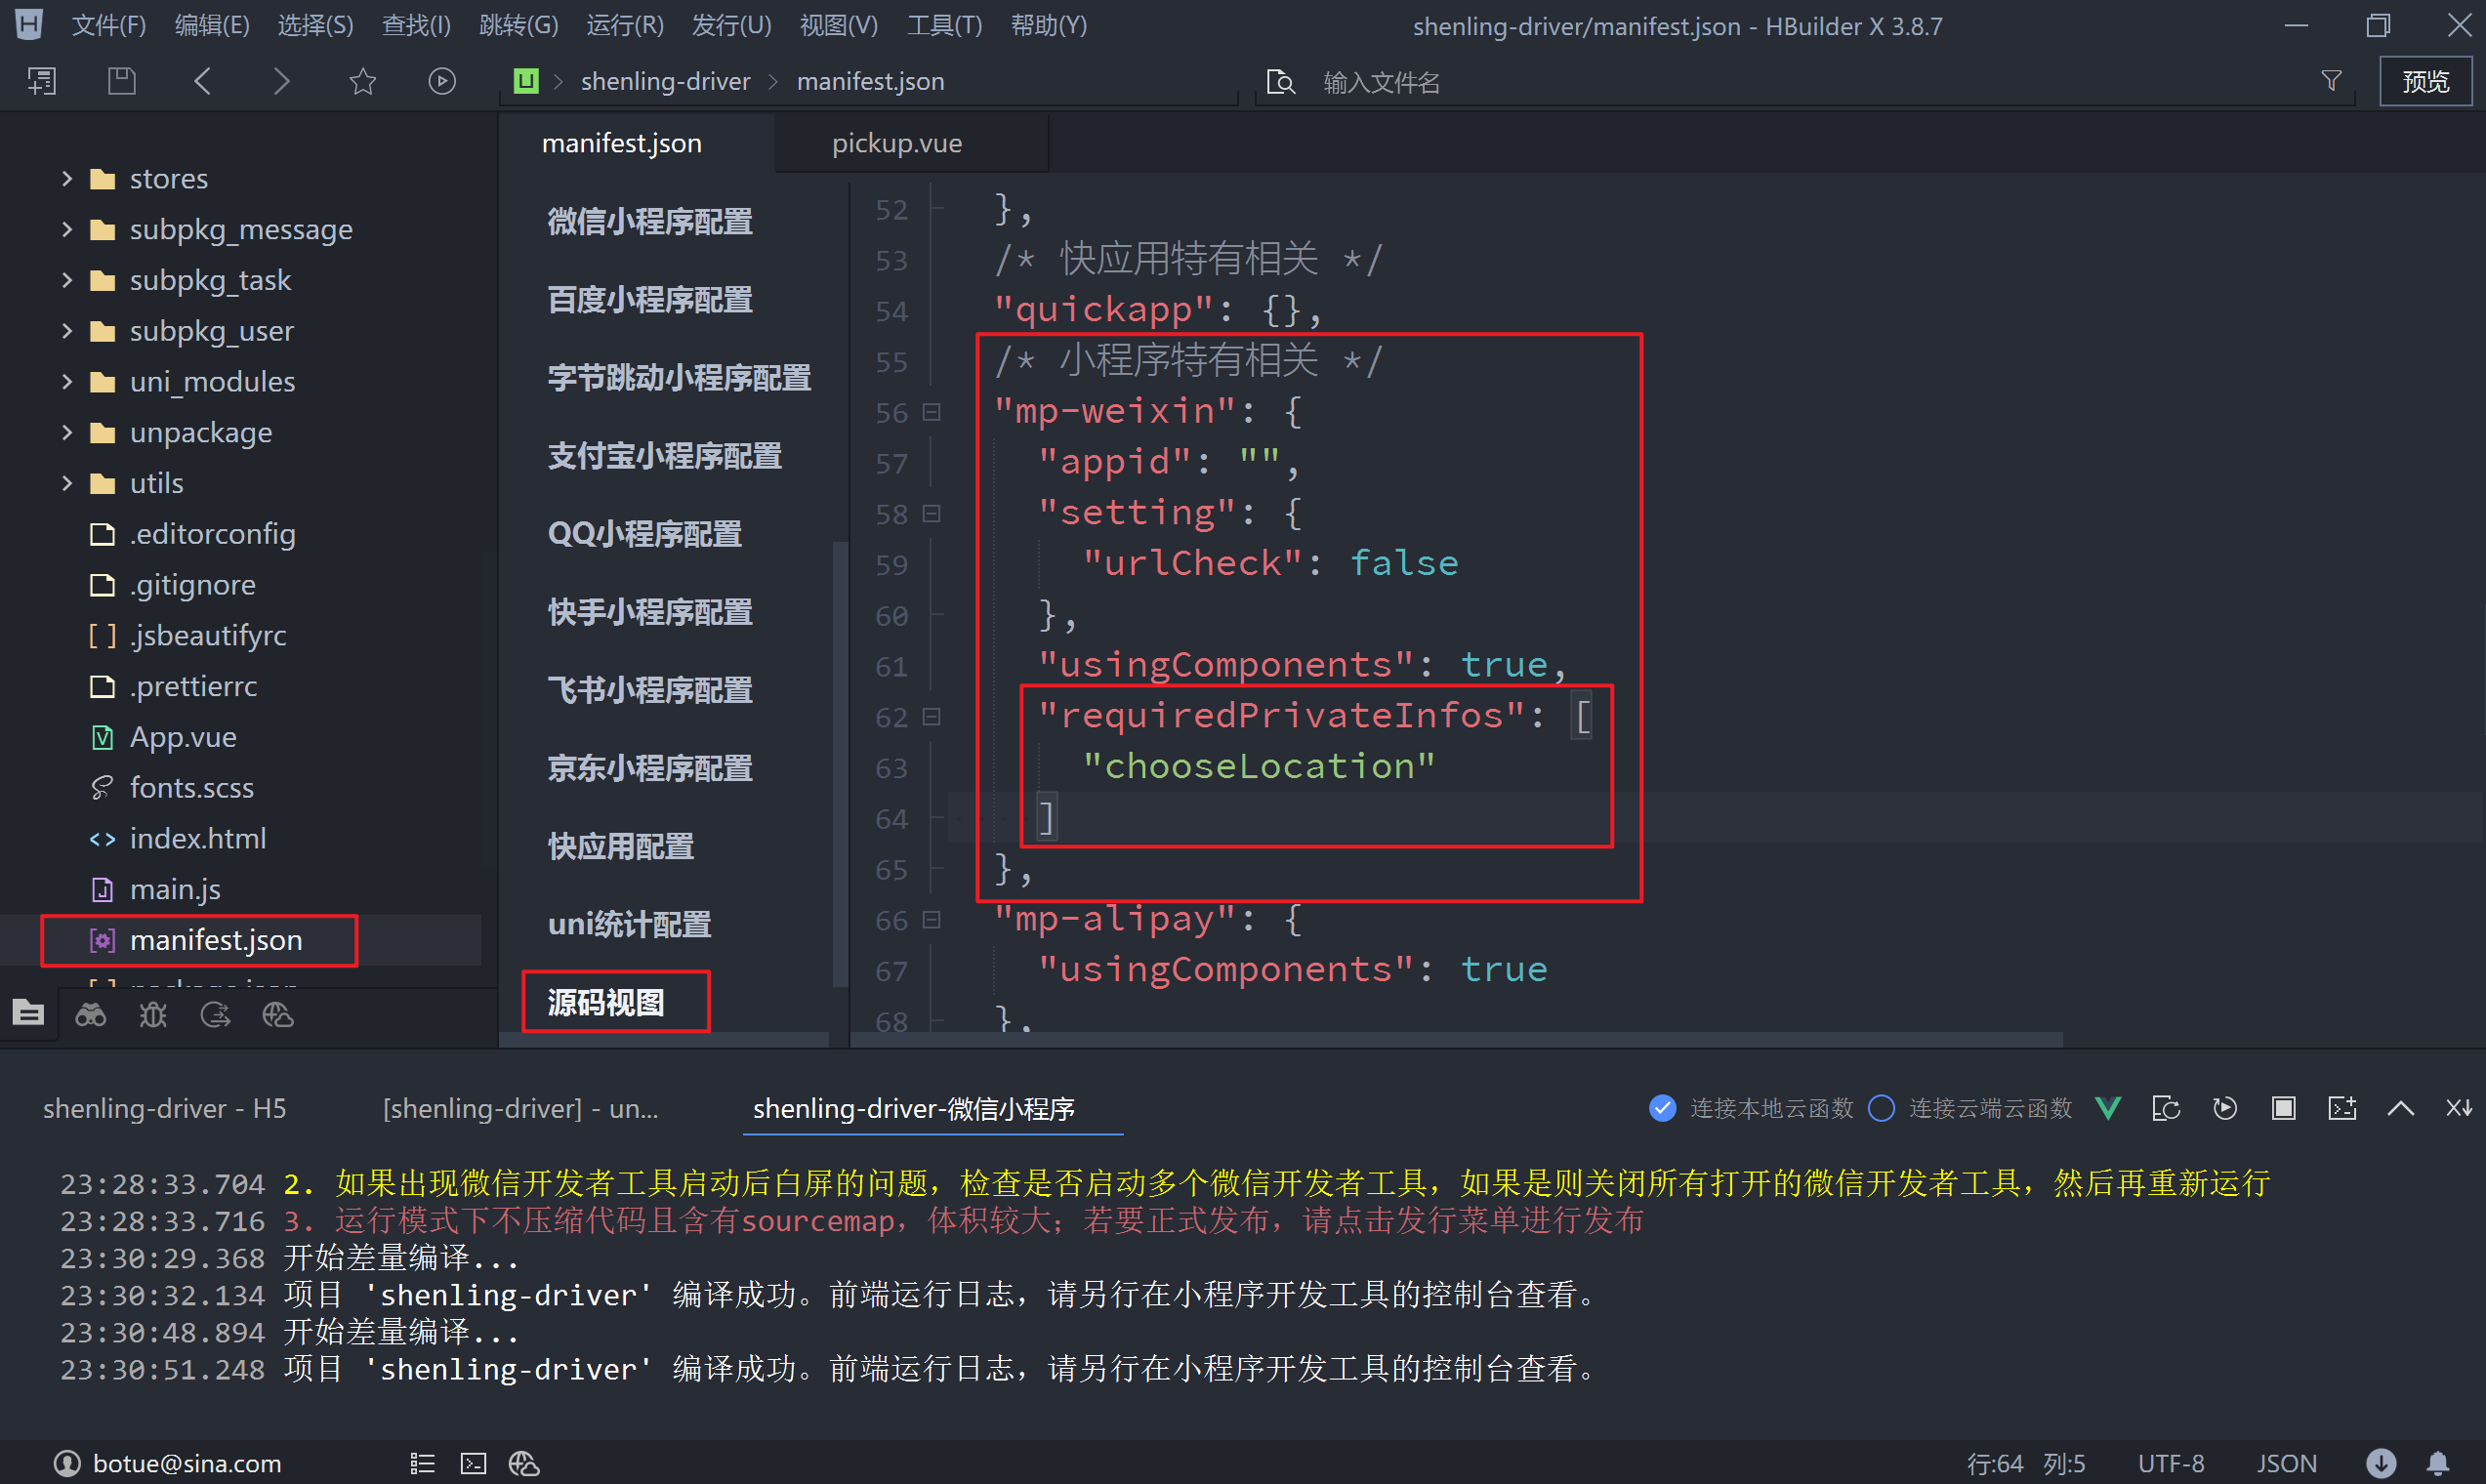 文件(F) 编辑(E) 选择(S) 查找(I) 跳转(G) 运行(R) 发行(U) 视图(V) 工具(T) 帮助(Y) shenling-driver/manifest.json - HBuilder X 3.8.7
shenling-driver manifest.json 输入文件名 预览
stores
subpkg_message
subpkg_task
subpkg_user
uni_modules
unpackage
utils
.editorconfig
.gitignore
.jsbeautifyrc
.prettierrc
App.vue
fonts.scss
index.html
main.js
manifest.json
package.json
manifest.json pickup.vue
微信小程序配置
百度小程序配置
字节跳动小程序配置
支付宝小程序配置
QQ小程序配置
快手小程序配置
飞书小程序配置
京东小程序配置
快应用配置
uni统计配置
源码视图
52 },
53 /* 快应用特有相关 */
54 "quickapp": {},
55 /* 小程序特有相关 */
56 "mp-weixin": {
57 "appid": "",
58 "setting": {
59 "urlCheck": false
60 },
61 "usingComponents": true,
62 "requiredPrivateInfos": [
63 "chooseLocation"
64 ]
65 },
66 "mp-alipay": {
67 "usingComponents": true
68 },
shenling-driver - H5 [shenling-driver] - un... shenling-driver-微信小程序 连接本地云函数 连接云端云函数
23:28:33.704 2. 如果出现微信开发者工具启动后白屏的问题，检查是否启动多个微信开发者工具，如果是则关闭所有打开的微信开发者工具，然后再重新运行
23:28:33.716 3. 运行模式下不压缩代码且含有sourcemap，体积较大；若要正式发布，请点击发行菜单进行发布
23:30:29.368 开始差量编译...
23:30:32.134 项目 'shenling-driver' 编译成功。前端运行日志，请另行在小程序开发工具的控制台查看。
23:30:48.894 开始差量编译...
23:30:51.248 项目 'shenling-driver' 编译成功。前端运行日志，请另行在小程序开发工具的控制台查看。
botue@sina.com 行:64 列:5 UTF-8 JSON